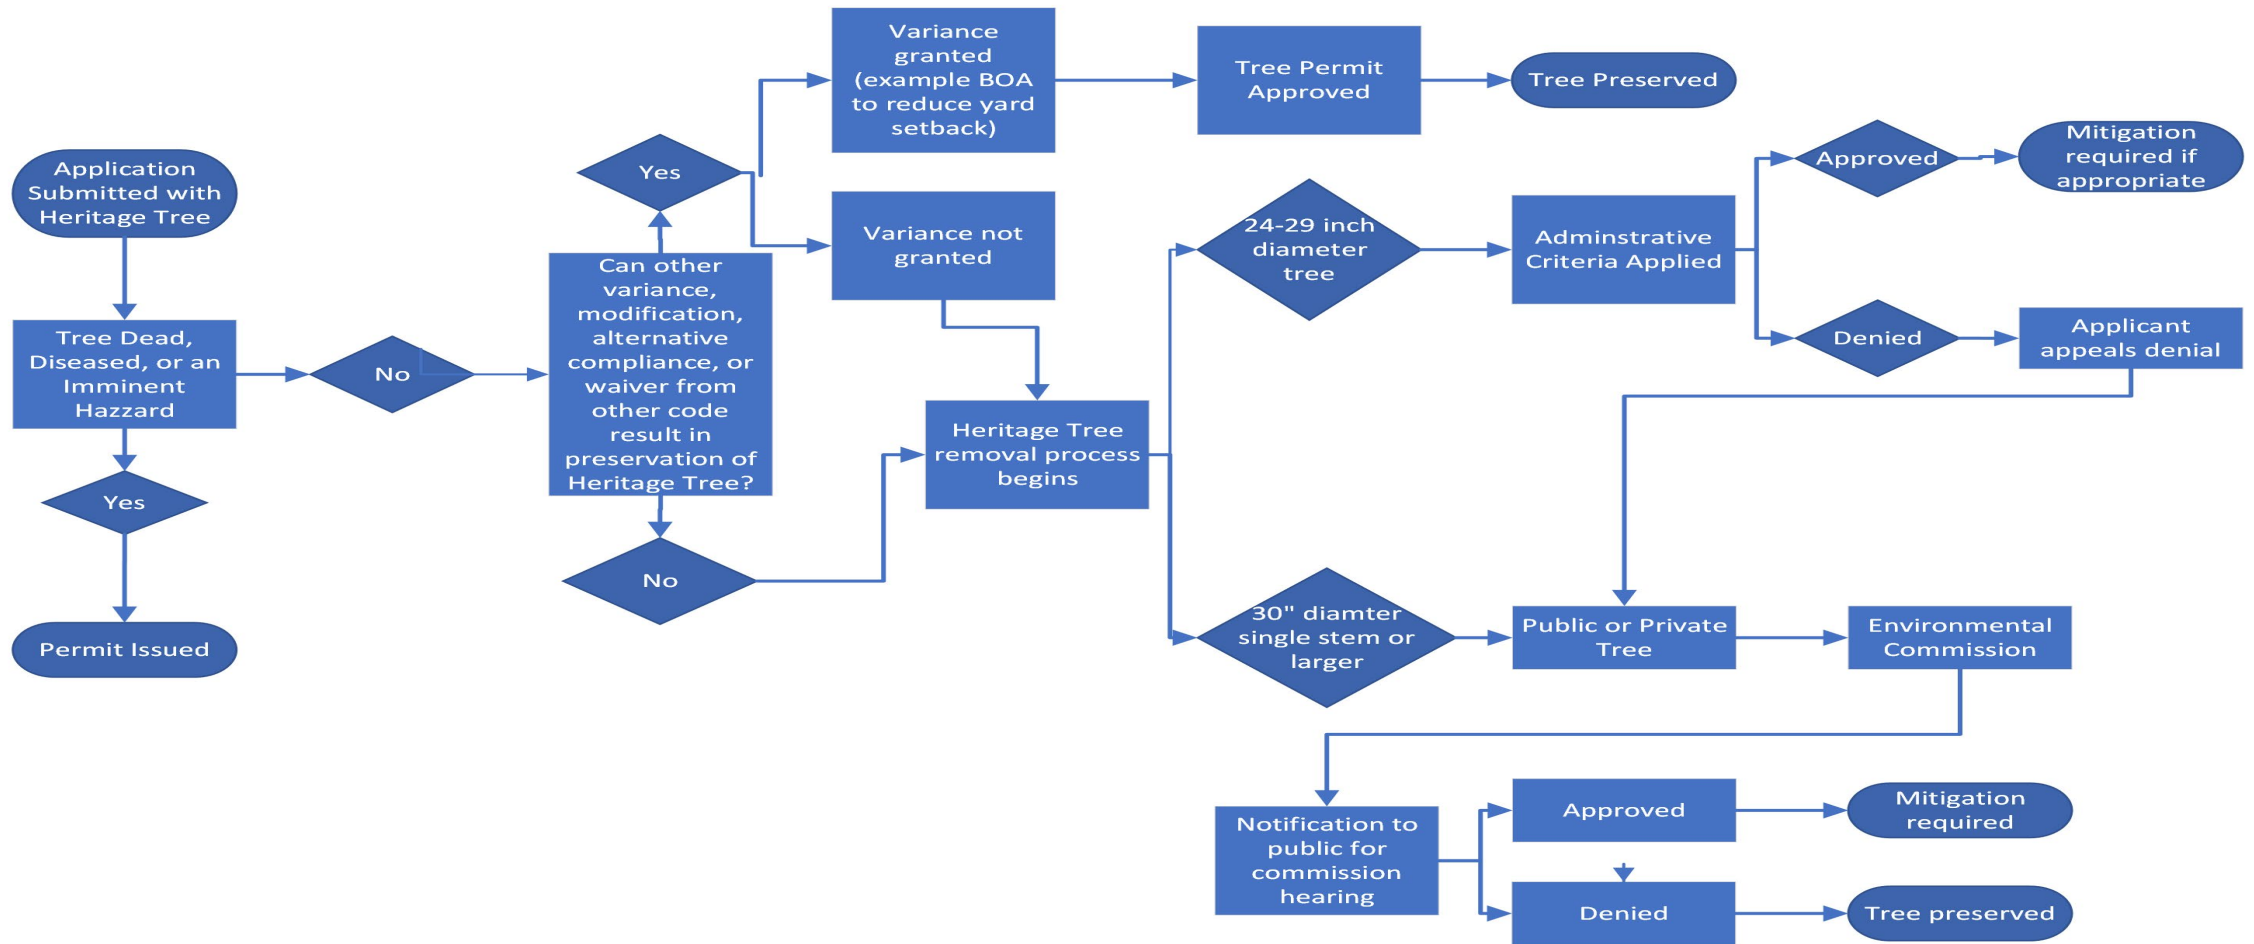 Application
Submitted with
Heritage Tree
Tree Dead,
Diseased, or an
Imminent
Hazzard
Yes
Permit Issued
No
Yes
Can other
variance,
modification,
alternative
compliance, or
waiver from
other code
result in
preservation of
Heritage Tree?
No
Variance
granted
(example BOA
to reduce yard
setback)
Tree Permit
Approved
Tree Preserved
Variance not
granted
Heritage Tree
removal process
begins
24-29 inch
diameter
tree
Adminstrative
Criteria Applied
Approved
Mitigation
required if
appropriate
Denied
Applicant
appeals denial
30" diamter
single stem or
larger
Public or Private
Tree
Environmental
Commission
Notification to
public for
commission
hearing
Approved
Mitigation
required
Denied
Tree preserved